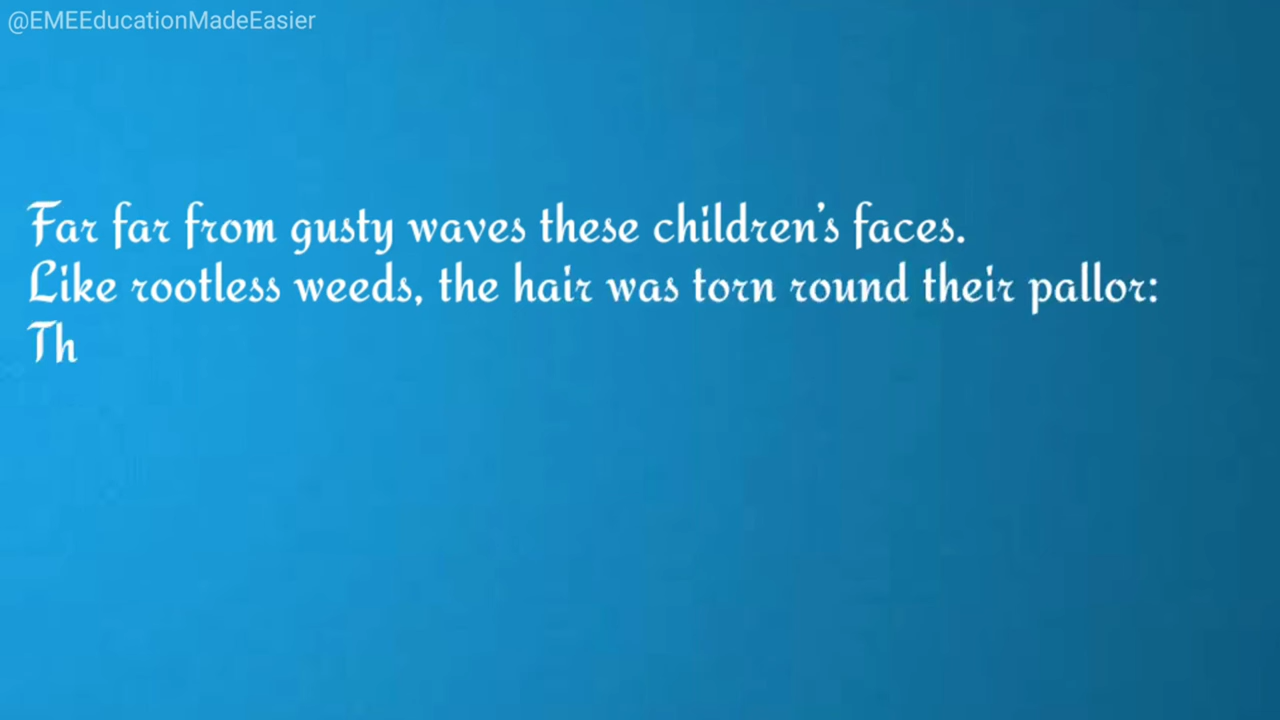 @EMEEducationMadeEasier
Far far from gusty waves these children's faces.
Like rootless weeds, the hair was torn round their pallor:
Th